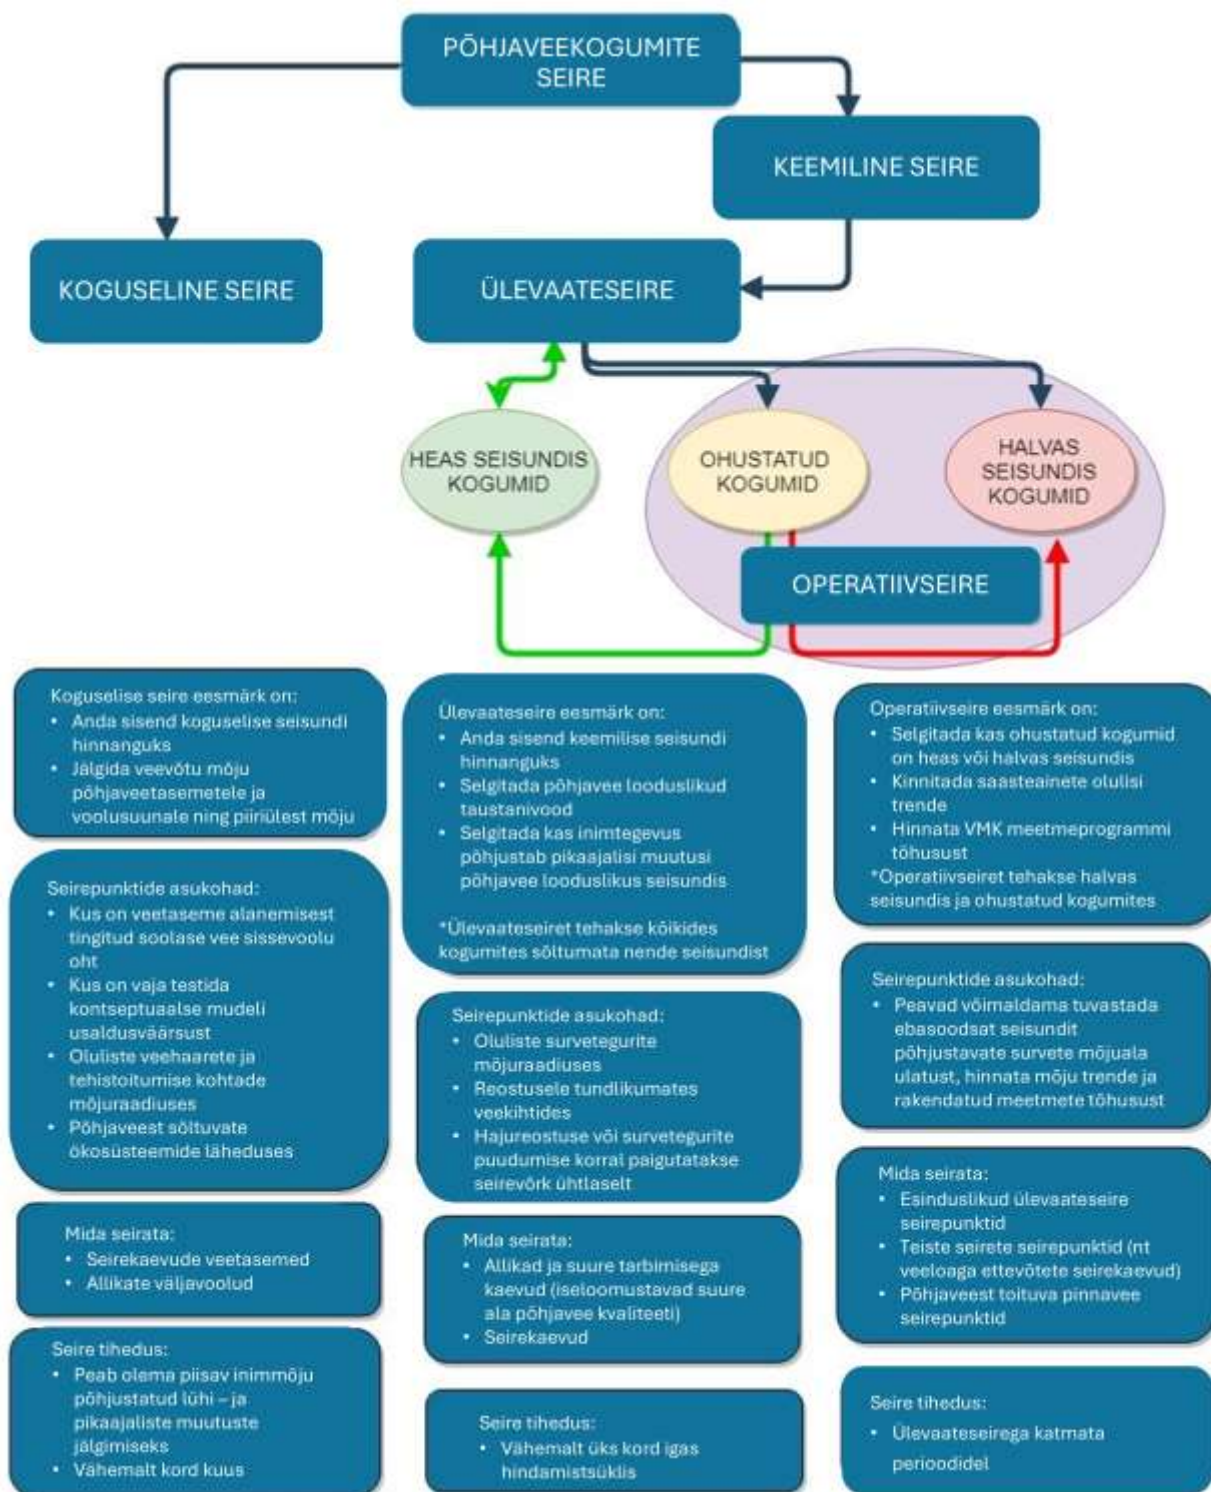 PÕHJAVEEKOGUMITE
SEIRE
KEEMILINE SEIRE
KOGUSELINE SEIRE
ÜLEVAATESEIRE
HEAS SEISUNDIS
KOGUMID
OHUSTATUD
KOGUMID
HALVAS
SEISUNDIS
KOGUMID
OPERATIIVSEIRE
Koguselise seire eesmärk on:
• Anda sisend koguselise seisundi
hinnanguks
• Jälgida veevõtu mõju
põhjaveetasemetele ja
voolusuunale ning piiriülest mõju
Seirepunktide asukohad:
• Kus on veetaseme alanemisest
tingitud soolase vee sissevoolu
oht
• Kus on vaja testida
kontseptuaalse mudeli
usaldusväärsust
• Oluliste veehaarete ja
tehistoitumise kohtade
mõjuraadiuses
• Põhjaveest sõltuvate
ökosüsteemide läheduses
Mida seirata:
• Seirekaevude veetasemed
• Allikate väljavoolud
Seire tihedus:
• Peab olema piisav inimmõju
põhjustatud lühi – ja
pikaajaliste muutuste
jälgimiseks
• Vähemalt kord kuus
Ülevaateseire eesmärk on:
• Anda sisend keemilise seisundi
hinnanguks
• Selgitada põhjavee looduslikud
taustanivood
• Selgitada kas inimtegevus
põhjustab pikaajalisi muutusi
põhjavee looduslikus seisundis
*Ülevaateseiret tehakse kõikides
kogumites sõltumata nende seisundist
Seirepunktide asukohad:
• Oluliste survetegurite
mõjuraadiuses
• Reostusele tundlikumates
veekihtides
• Hajureostuse või survetegurite
puudumise korral paigutatakse
seirevõrk ühtlaselt
Mida seirata:
• Allikad ja suure tarbimisega
kaevud (iseloomustavad suure
ala põhjavee kvaliteeti)
• Seirekaevud
Seire tihedus:
• Vähemalt üks kord igas
hindamistsüklis
Operatiivseire eesmärk on:
• Selgitada kas ohustatud kogumid
on heas või halvas seisundis
• Kinnitada saasteainete olulisi
trende
• Hinnata VMK meetmeprogrammi
tõhusust
*Operatiivseiret tehakse halvas
seisundis ja ohustatud kogumites
Seirepunktide asukohad:
• Peavad võimaldama tuvastada
ebasoodsat seisundit
põhjustavate survete mõjuala
ulatust, hinnata mõju trende ja
rakendatud meetmete tõhusust
Mida seirata:
• Esinduslikud ülevaateseire
seirepunktid
• Teiste seirete seirepunktid (nt
veeloaga ettevõtete seirekaevud)
• Põhjaveest toituva pinnavee
seirepunktid
Seire tihedus:
• Ülevaateseirega katmata
perioodidel